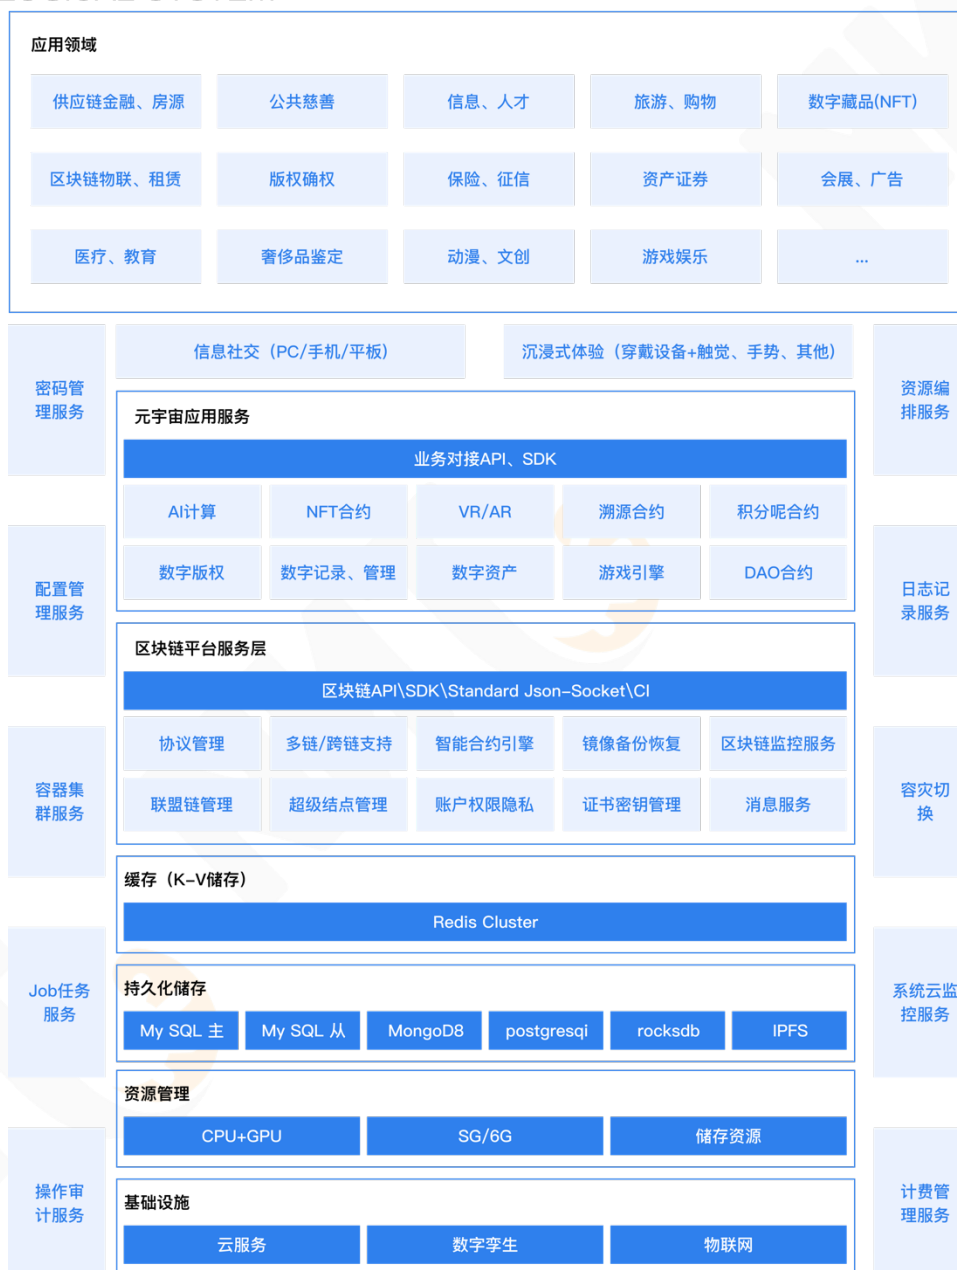 应用领域
供应链金融、房源
公共慈善
信息、人才
旅游、购物
数字藏品(NFT)
区块链物联、租赁
版权确权
保险、征信
资产证券
会展、广告
医疗、教育
奢侈品鉴定
动漫、文创
游戏娱乐
...
密码管
理服务
配置管
理服务
容器集
群服务
Job任务
服务
操作审
计服务
信息社交（PC/手机/平板）
沉浸式体验（穿戴设备+触觉、手势、其他）
元宇宙应用服务
业务对接API、SDK
AI计算
NFT合约
VR/AR
溯源合约
积分呢合约
数字版权
数字记录、管理
数字资产
游戏引擎
DAO合约
区块链平台服务层
区块链API\SDK\Standard Json-Socket\CI
协议管理
多链/跨链支持
智能合约引擎
镜像备份恢复
区块链监控服务
联盟链管理
超级结点管理
账户权限隐私
证书密钥管理
消息服务
缓存（K-V储存）
Redis Cluster
持久化储存
My SQL 主
My SQL 从
MongoD8
postgresqi
rocksdb
IPFS
资源管理
CPU+GPU
SG/6G
储存资源
基础设施
云服务
数字孪生
物联网
资源编
排服务
日志记
录服务
容灾切
换
系统云监
控服务
计费管
理服务